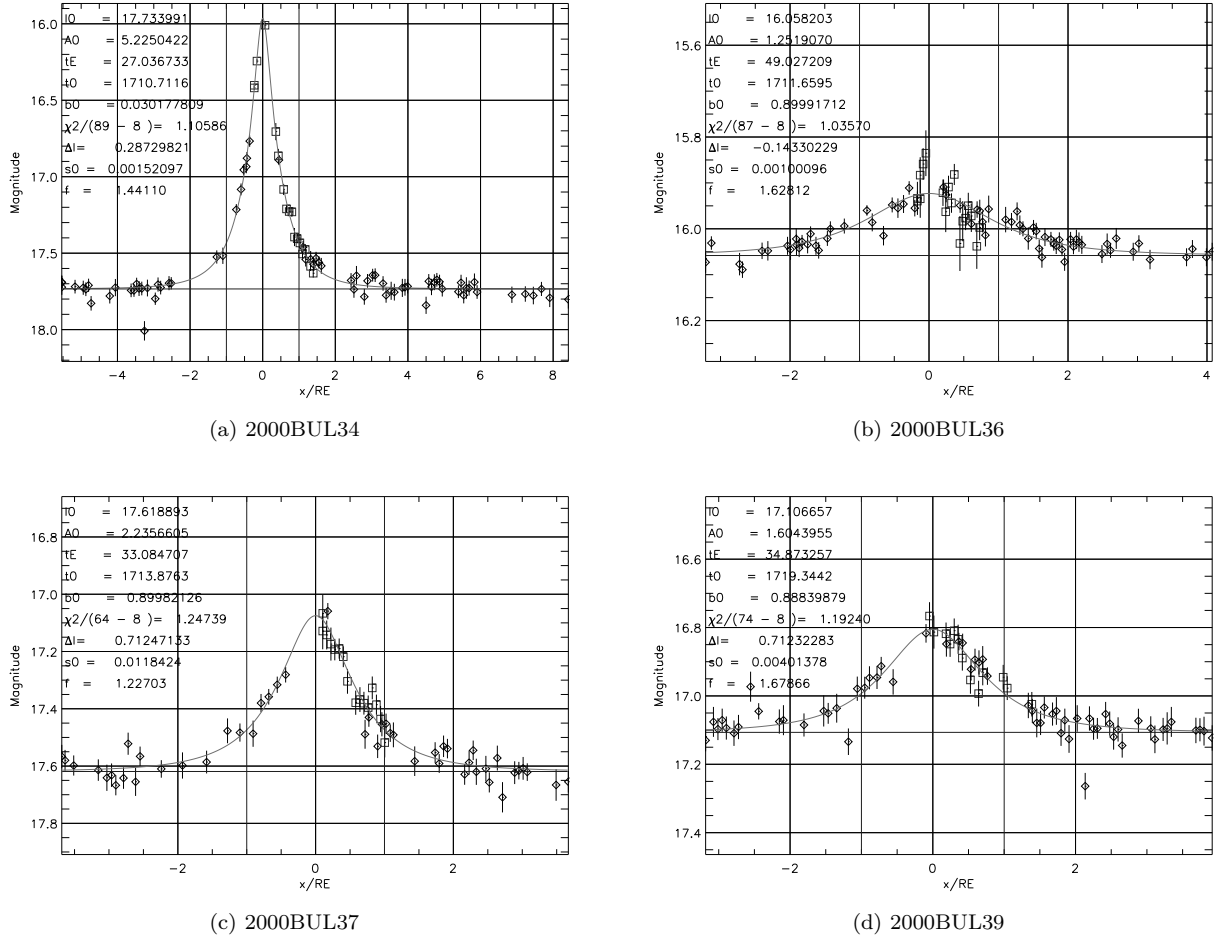 16.0
16.5
17.0
17.5
18.0
Magnitude
I0 = 17.733991
A0 = 5.2250422
tE = 27.036733
t0 = 1710.7116
b0 = 0.030177809
χ2/(89 − 8 )= 1.10586
ΔI= 0.28729821
s0 = 0.00152097
f = 1.44110
−4 −2 0 2 4 6 8
x/RE
(a) 2000BUL34
15.6
15.8
16.0
16.2
Magnitude
I0 = 16.058203
A0 = 1.2519070
tE = 49.027209
t0 = 1711.6595
b0 = 0.89991712
χ2/(87 − 8 )= 1.03570
ΔI= −0.14330229
s0 = 0.00100096
f = 1.62812
−2 0 2 4
x/RE
(b) 2000BUL36
16.8
17.0
17.2
17.4
17.6
17.8
Magnitude
I0 = 17.618893
A0 = 2.2356605
tE = 33.084707
t0 = 1713.8763
b0 = 0.89982126
χ2/(64 − 8 )= 1.24739
ΔI= 0.71247133
s0 = 0.0118424
f = 1.22703
−2 0 2
x/RE
(c) 2000BUL37
16.6
16.8
17.0
17.2
17.4
Magnitude
I0 = 17.106657
A0 = 1.6043955
tE = 34.873257
t0 = 1719.3442
b0 = 0.88839879
χ2/(74 − 8 )= 1.19240
ΔI= 0.71232283
s0 = 0.00401378
f = 1.67866
−2 0 2
x/RE
(d) 2000BUL39